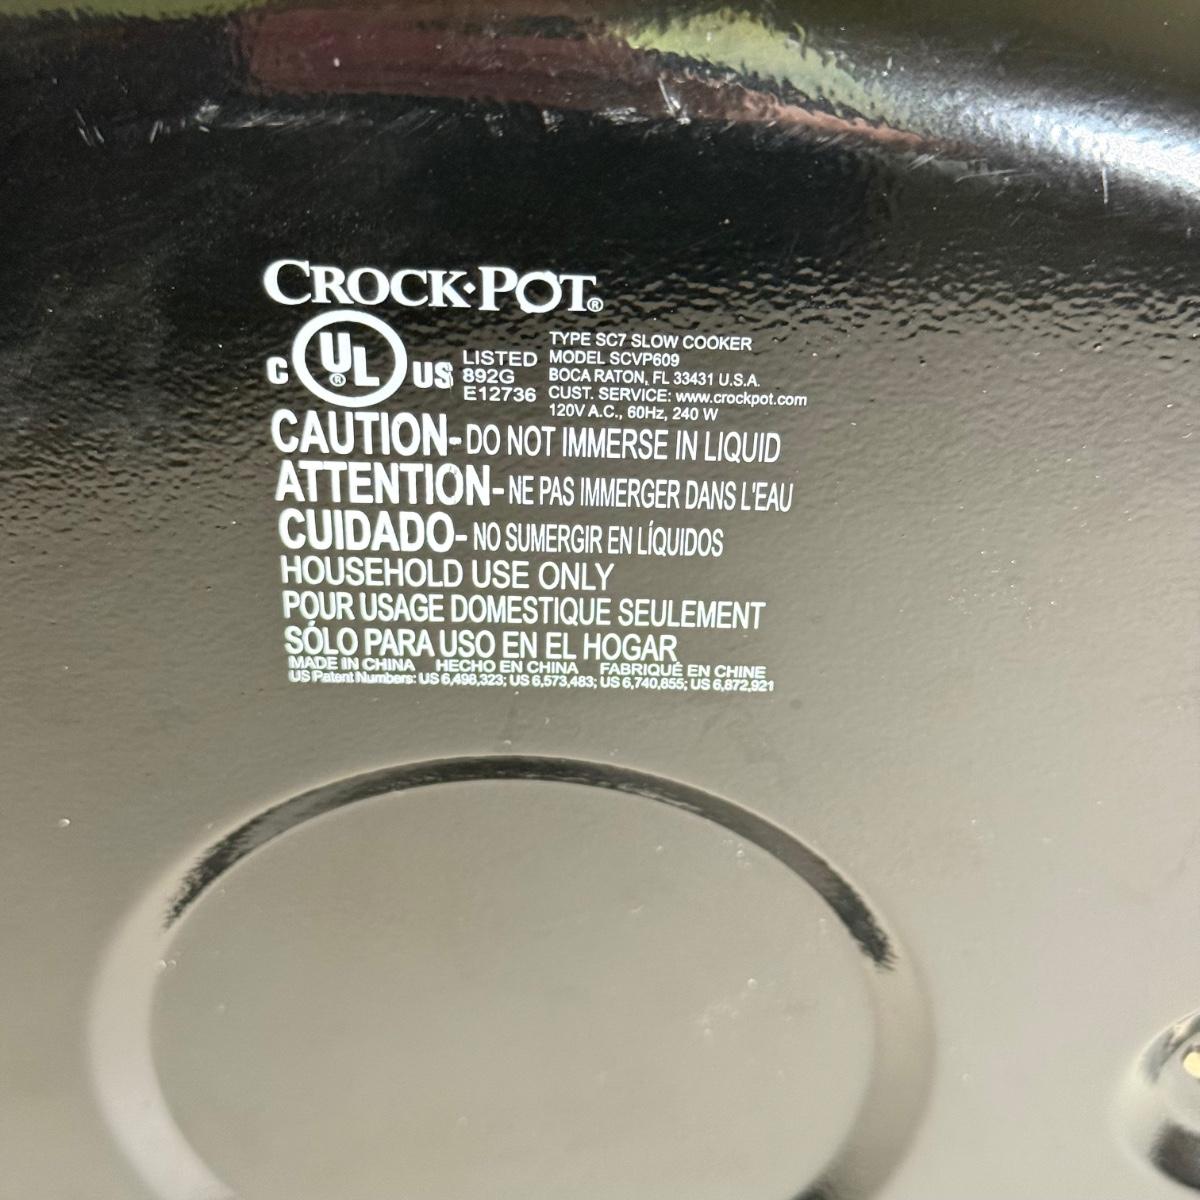 CROCK·POT®
C UL® US
LISTED
892G
E12736
TYPE SC7 SLOW COOKER
MODEL SCVP609
BOCA RATON, FL 33431 U.S.A.
CUST. SERVICE: www.crockpot.com
120V A.C., 60Hz, 240 W
CAUTION- DO NOT IMMERSE IN LIQUID
ATTENTION- NE PAS IMMERGER DANS L'EAU
CUIDADO- NO SUMERGIR EN LÍQUIDOS
HOUSEHOLD USE ONLY
POUR USAGE DOMESTIQUE SEULEMENT
SÓLO PARA USO EN EL HOGAR
MADE IN CHINA HECHO EN CHINA FABRIQUÉ EN CHINE
US Patent Numbers: US 6,498,323; US 6,573,483; US 6,740,855; US 6,872,921